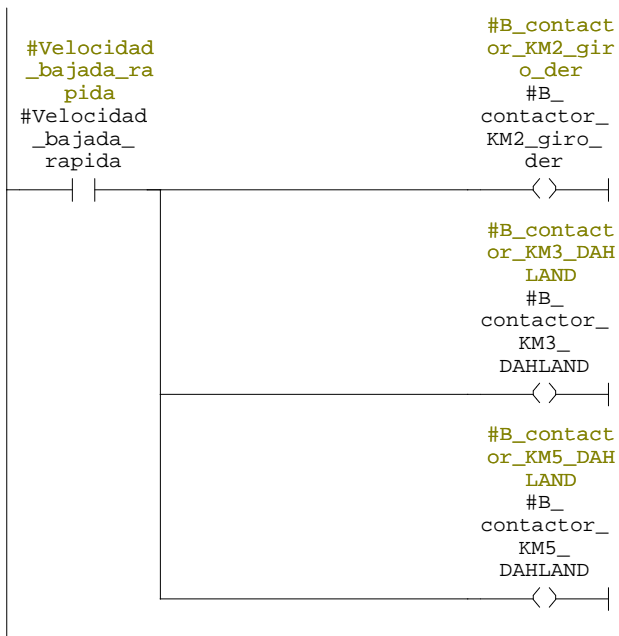 #Velocidad
_bajada_ra
pida
#Velocidad
_bajada_
rapida
#B_contact
or_KM2_gir
o_der
#B_
contactor_
KM2_giro_
der
#B_contact
or_KM3_DAH
LAND
#B_
contactor_
KM3_
DAHLAND
#B_contact
or_KM5_DAH
LAND
#B_
contactor_
KM5_
DAHLAND